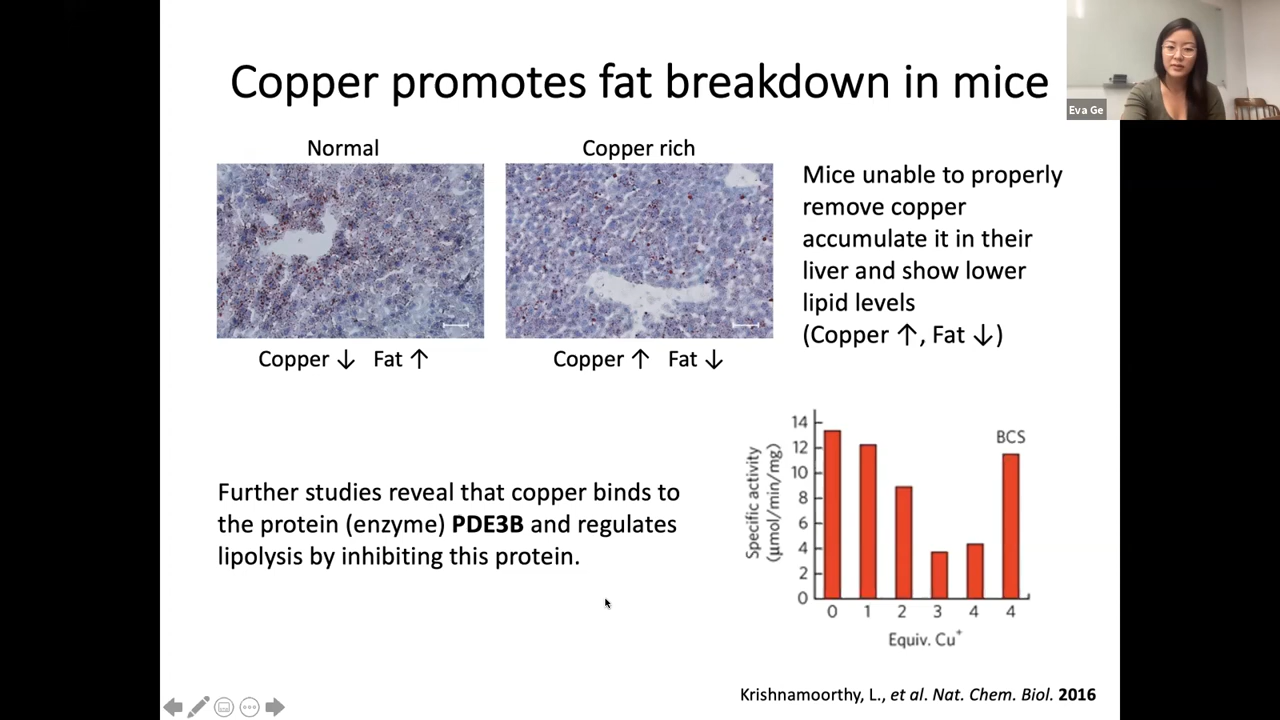 Copper promotes fat breakdown in mice
Eva Ge
Normal
Copper rich
Copper ↓ Fat ↑
Copper ↑ Fat ↓
Mice unable to properly
remove copper
accumulate it in their
liver and show lower
lipid levels
(Copper ↑, Fat ↓)
Further studies reveal that copper binds to
the protein (enzyme) PDE3B and regulates
lipolysis by inhibiting this protein.
Specific activity
(μmol/min/mg)
14
12
10
8
6
4
2
0
BCS
0 1 2 3 4 4
Equiv. Cu⁺
Krishnamoorthy, L., et al. Nat. Chem. Biol. 2016